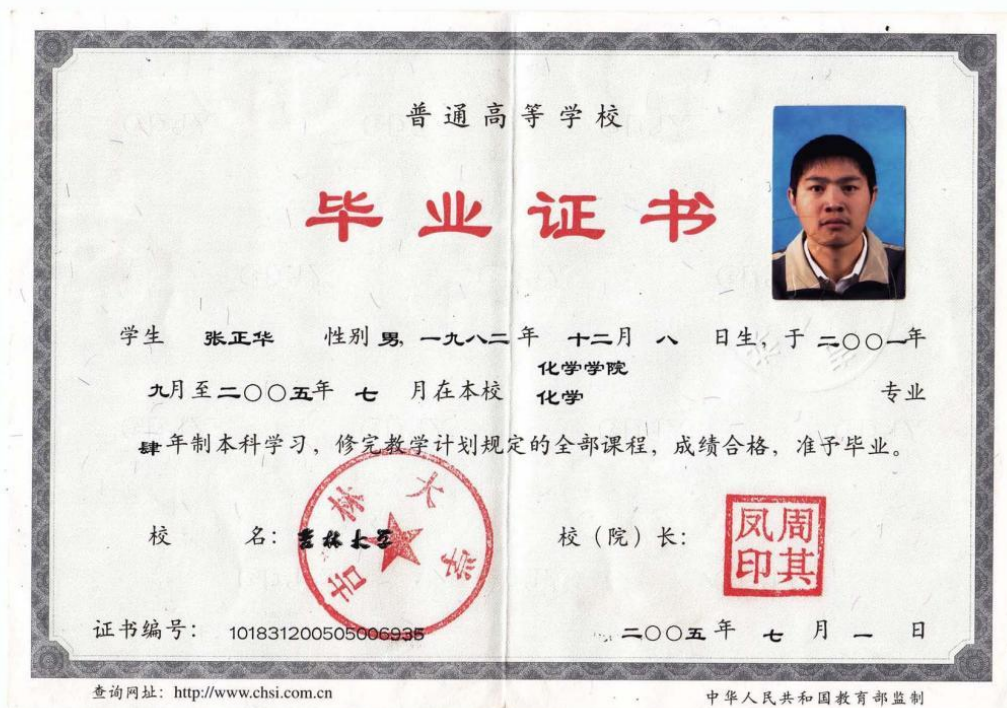 普通高等学校
毕业证书
学生 张正华 性别 男, 一九八二 年 十二月 八 日生, 于 二〇〇一年
九月至二〇〇五年 七 月在本校 化学学院 化学 专业
肆年制本科学习, 修完教学计划规定的全部课程, 成绩合格, 准予毕业。
校 名: 吉林大学
吉林大学
校（院）长:
周其凤印
证书编号: 101831200505006935
二〇〇五 年 七 月 一 日
查询网址: http://www.chsi.com.cn
中华人民共和国教育部监制